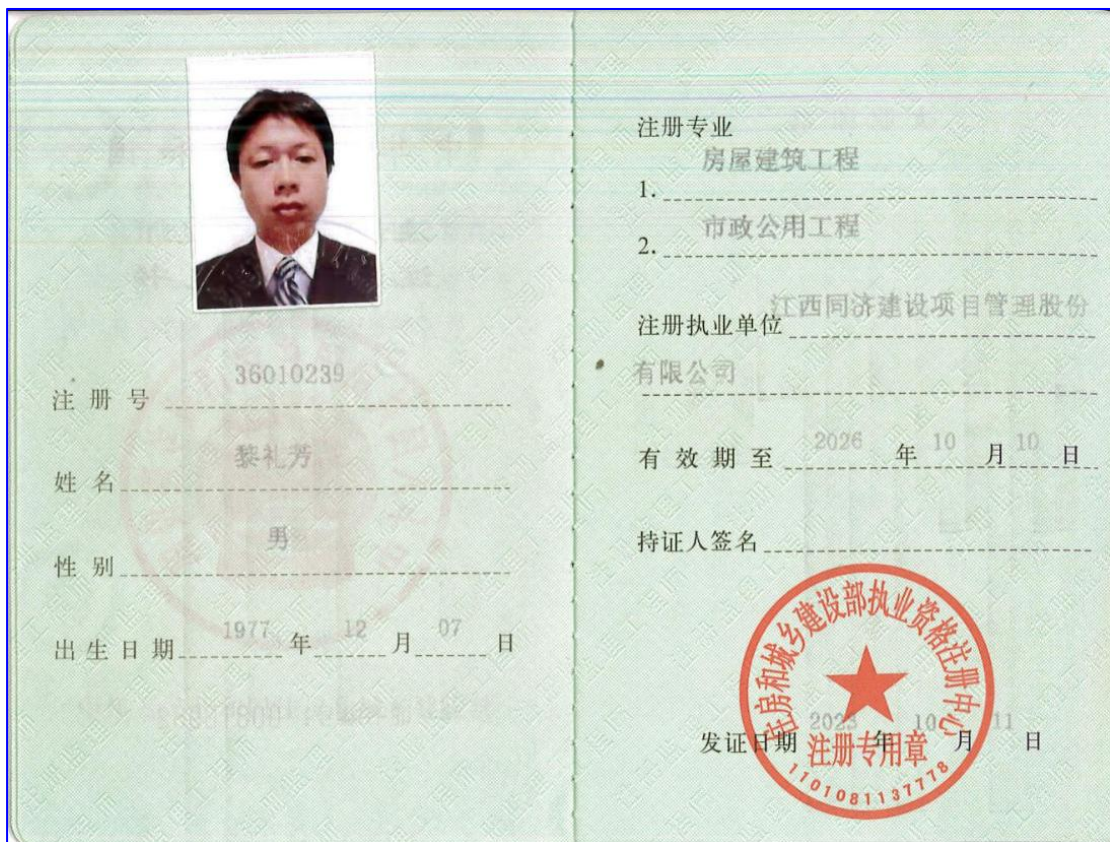 注册号 36010239
姓名 黎礼芳
性别 男
出生日期 1977 年 12 月 07 日
注册专业
1. 房屋建筑工程
2. 市政公用工程
注册执业单位 江西同济建设项目管理股份
有限公司
有效期至 2026 年 10 月 10 日
持证人签名
住房和城乡建设部执业资格注册中心
发证日期 2023 年 10 月 11 日
注册专用章
1101081137778